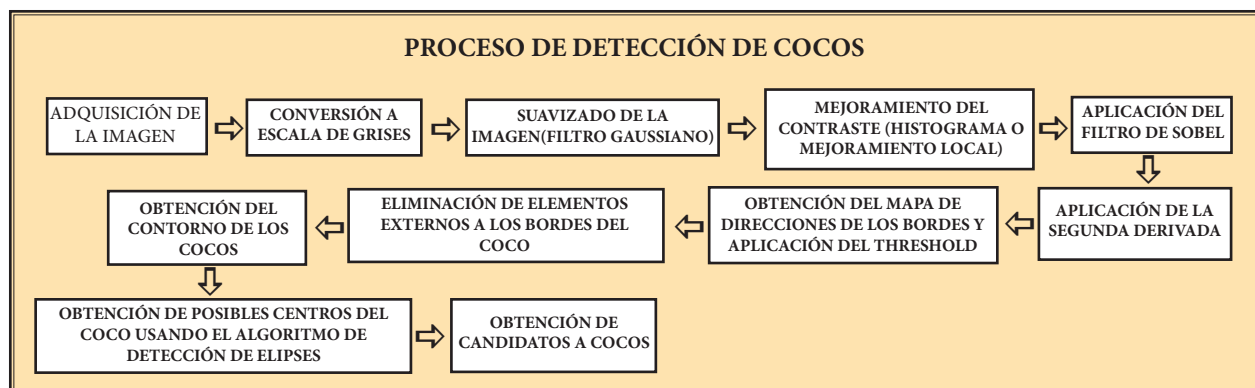 PROCESO DE DETECCIÓN DE COCOS
ADQUISICIÓN DE
LA IMAGEN
CONVERSIÓN A
ESCALA DE GRISES
SUAVIZADO DE LA
IMAGEN(FILTRO GAUSSIANO)
MEJORAMIENTO DEL
CONTRASTE (HISTOGRAMA O
MEJORAMIENTO LOCAL)
APLICACIÓN DEL
FILTRO DE SOBEL
APLICACIÓN DE LA
SEGUNDA DERIVADA
OBTENCIÓN DEL MAPA DE
DIRECCIONES DE LOS BORDES Y
APLICACIÓN DEL THRESHOLD
ELIMINACIÓN DE ELEMENTOS
EXTERNOS A LOS BORDES DEL
COCO
OBTENCIÓN DEL
CONTORNO DE LOS
COCOS
OBTENCIÓN DE POSIBLES CENTROS DEL
COCO USANDO EL ALGORITMO DE
DETECCIÓN DE ELIPSES
OBTENCIÓN DE
CANDIDATOS A COCOS